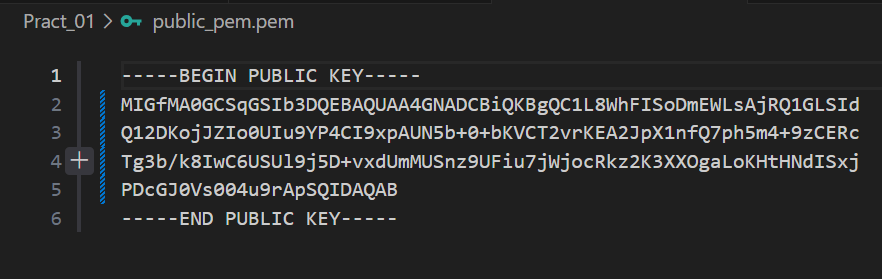 Pract_01 > public_pem.pem
1 -----BEGIN PUBLIC KEY-----
2 MIGfMA0GCSqGSIb3DQEBAQUAA4GNADCBiQKBgQC1L8WhFISoDmEWLsAjRQ1GLSId
3 Q12DKojJZIo0UIu9YP4CI9xpAUN5b+0+bKVCT2vrKEA2JpX1nfQ7ph5m4+9zCERc
4 Tg3b/k8IwC6USUl9j5D+vxdUmMUSnz9UFiu7jWjocRkz2K3XXOgaLoKHtHNdISxj
5 PDcGJ0Vs004u9rApSQIDAQAB
6 -----END PUBLIC KEY-----